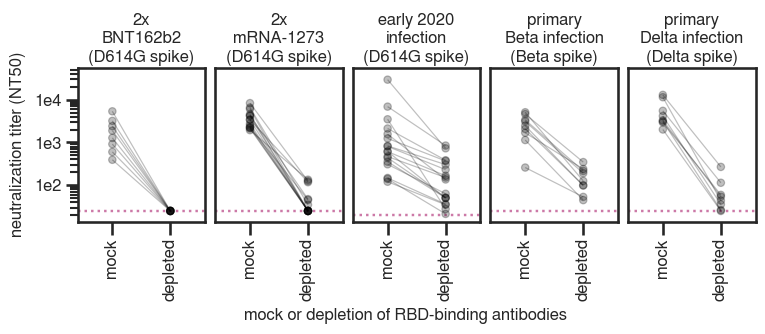 2x
BNT162b2
(D614G spike)
2x
mRNA-1273
(D614G spike)
early 2020
infection
(D614G spike)
primary
Beta infection
(Beta spike)
primary
Delta infection
(Delta spike)
neutralization titer (NT50)
1e4
1e3
1e2
mock
depleted
mock
depleted
mock
depleted
mock
depleted
mock
depleted
mock or depletion of RBD-binding antibodies